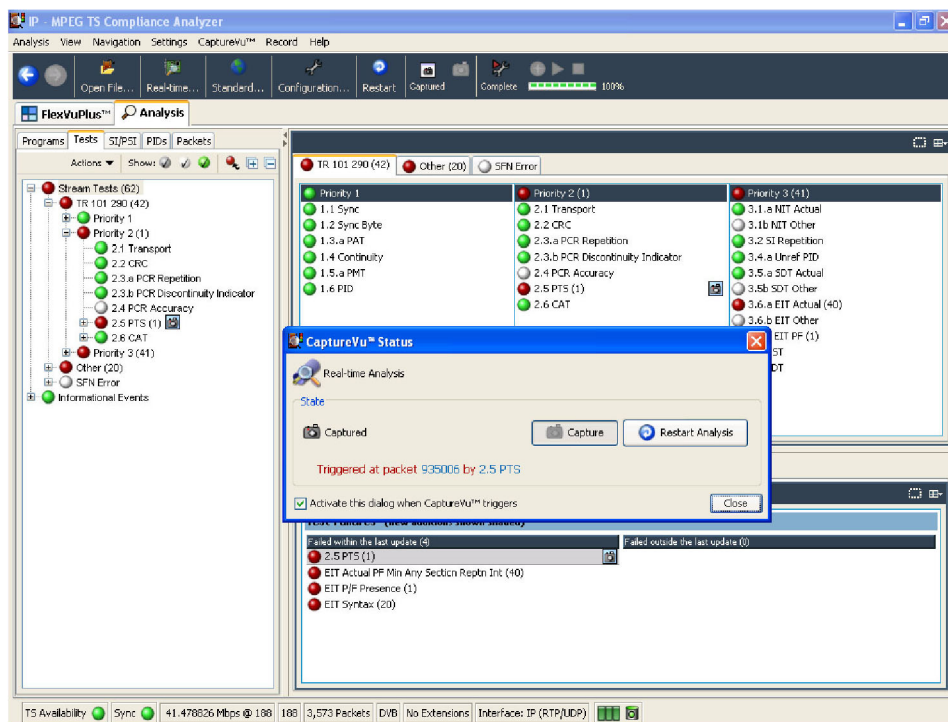 IP - MPEG TS Compliance Analyzer
Analysis View Navigation Settings CaptureVu™ Record Help
Open File... Real-time... Standard... Configuration... Restart Captured Complete 100%
FlexVuPlus™ Analysis
Programs Tests SI/PSI PIDs Packets
Actions Show:
Stream Tests (62)
TR 101 290 (42)
Priority 1
Priority 2 (1)
2.1 Transport
2.2 CRC
2.3.a PCR Repetition
2.3.b PCR Discontinuity Indicator
2.4 PCR Accuracy
2.5 PTS (1)
2.6 CAT
Priority 3 (41)
Other (20)
SFN Error
Informational Events
TR 101 290 (42) Other (20) SFN Error
Priority 1
1.1 Sync
1.2 Sync Byte
1.3.a PAT
1.4 Continuity
1.5.a PMT
1.6 PID
Priority 2 (1)
2.1 Transport
2.2 CRC
2.3.a PCR Repetition
2.3.b PCR Discontinuity Indicator
2.4 PCR Accuracy
2.5 PTS (1)
2.6 CAT
Priority 3 (41)
3.1.a NIT Actual
3.1b NIT Other
3.2 SI Repetition
3.4.a Unref PID
3.5.a SDT Actual
3.5b SDT Other
3.6.a EIT Actual (40)
3.6.b EIT Other
EIT PF (1)
ST
DT
CaptureVu™ Status
Real-time Analysis
State
Captured
Capture
Restart Analysis
Triggered at packet 935006 by 2.5 PTS
Activate this dialog when CaptureVu™ triggers
Close
Failed within the last update (4)
2.5 PTS (1)
EIT Actual PF Min Any Section Reptn Int (40)
EIT P/F Presence (1)
EIT Syntax (20)
Failed outside the last update (0)
TS Availability Sync 41.478826 Mbps @ 188 188 3,573 Packets DVB No Extensions Interface: IP (RTP/UDP)